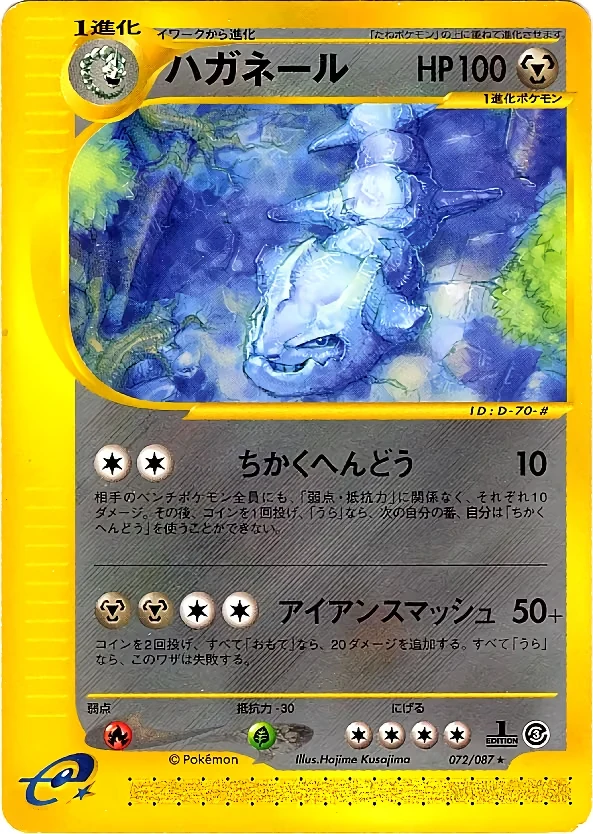 1進化
イワークから進化
「たねポケモン」の上に重ねて進化させます。
ハガネール HP100
1進化ポケモン
ID:D-70-#
ちかくへんどう 10
相手のベンチポケモン全員にも、「弱点・抵抗力」に関係なく、それぞれ10
ダメージ。その後、コインを1回投げ、「うら」なら、次の自分の番、自分は「ちかく
へんどう」を使うことができない。
アイアンスマッシュ 50+
コインを2回投げ、すべて「おもて」なら、20ダメージを追加する。すべて「うら」
なら、このワザは失敗する。
弱点 抵抗力 -30 にげる
1
EDITION
3
©Pokémon Illus.Hajime Kusajima 072/087 ★
e